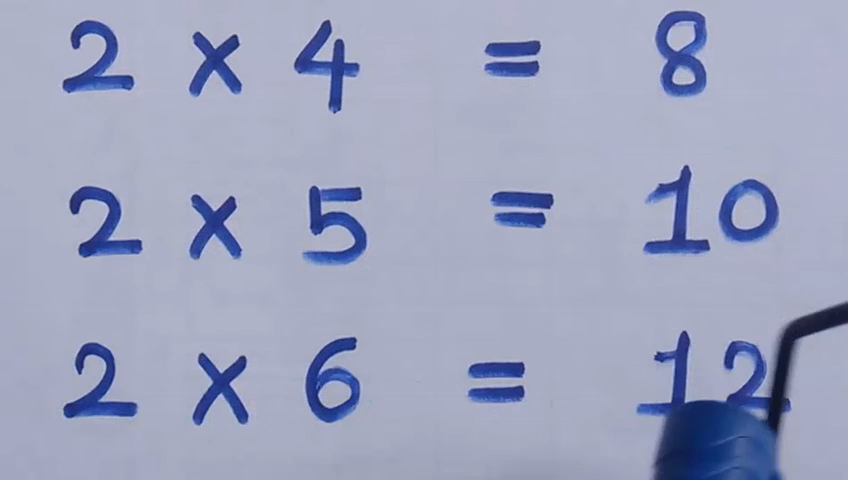 2 × 4 = 8
2 × 5 = 10
2 × 6 = 12